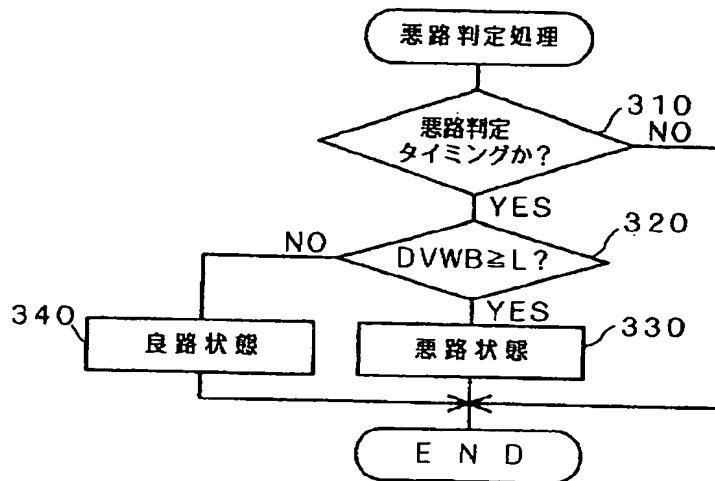 悪路判定処理
310
悪路判定
タイミングか?
NO
YES
320
NO
DVWB≧L?
YES
340
330
良路状態
悪路状態
END